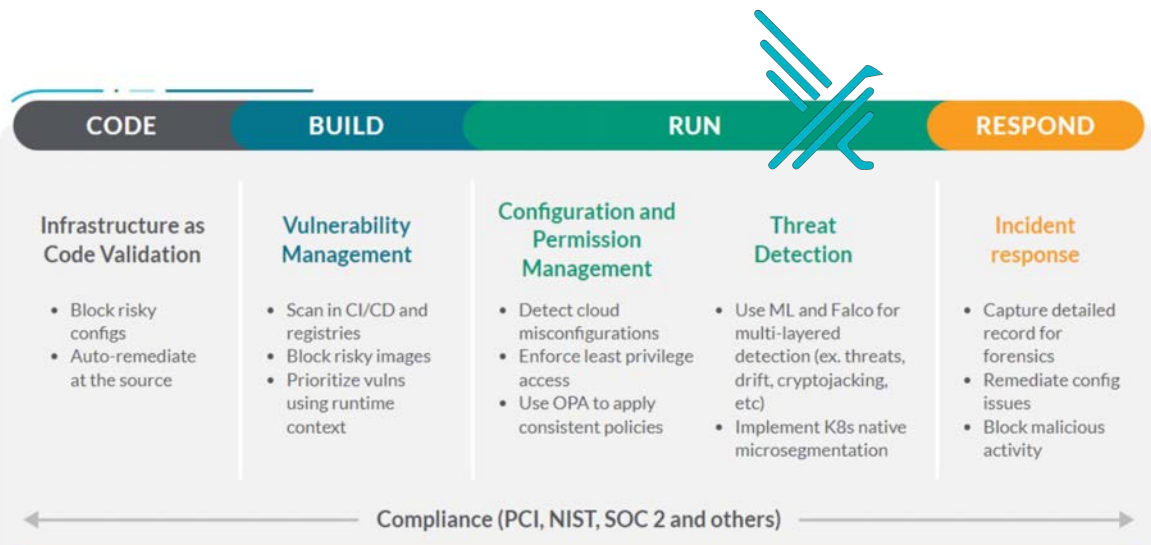 CODE
BUILD
RUN
RESPOND
Infrastructure as
Code Validation
• Block risky
configs
• Auto-remediate
at the source
Vulnerability
Management
• Scan in CI/CD and
registries
• Block risky images
• Prioritize vulns
using runtime
context
Configuration and
Permission
Management
• Detect cloud
misconfigurations
• Enforce least privilege
access
• Use OPA to apply
consistent policies
Threat
Detection
• Use ML and Falco for
multi-layered
detection (ex. threats,
drift, cryptojacking,
etc)
• Implement K8s native
microsegmentation
Incident
response
• Capture detailed
record for
forensics
• Remediate config
issues
• Block malicious
activity
Compliance (PCI, NIST, SOC 2 and others)